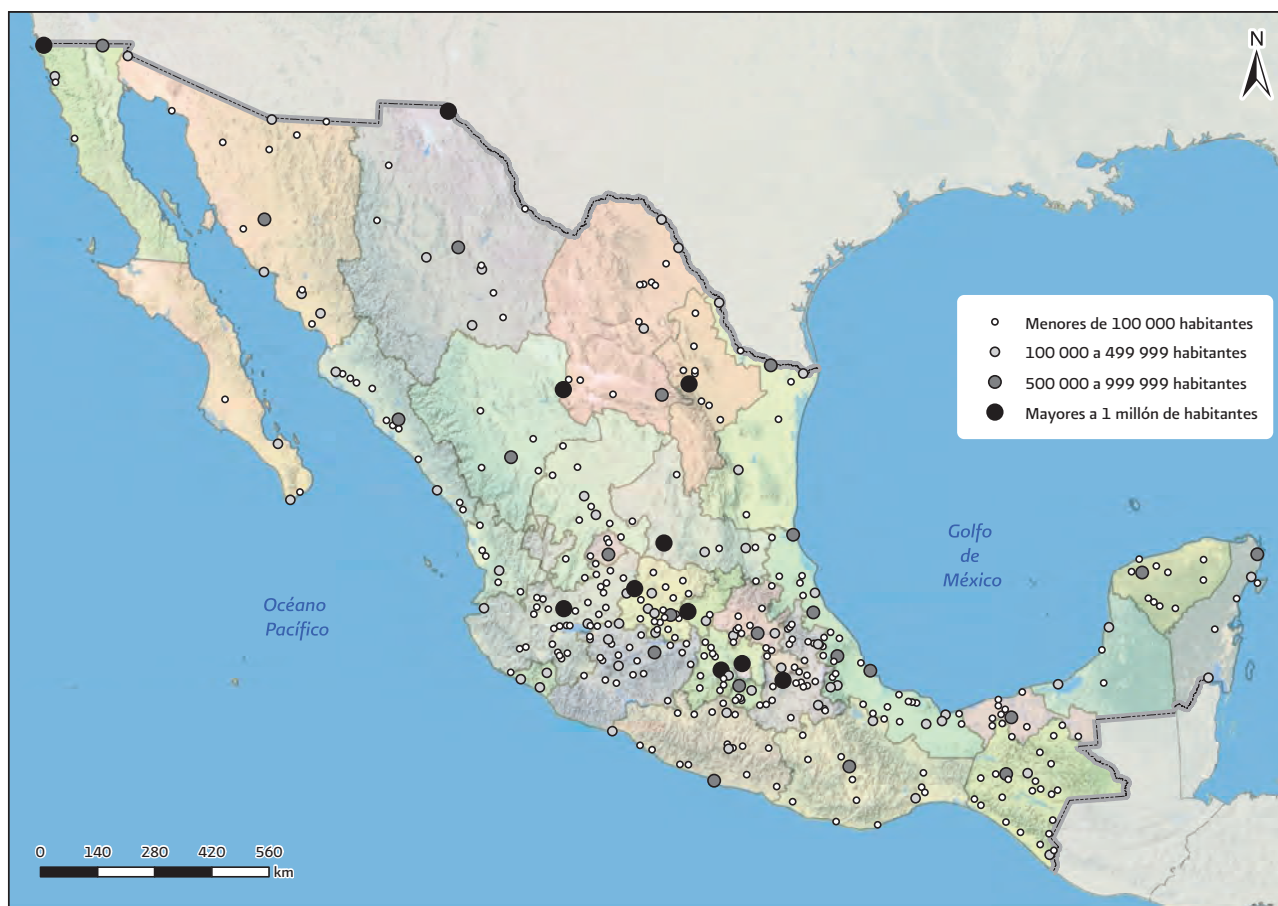 N
Menores de 100 000 habitantes
100 000 a 499 999 habitantes
500 000 a 999 999 habitantes
Mayores a 1 millón de habitantes
Golfo
de
México
Océano
Pacífico
0 140 280 420 560
km